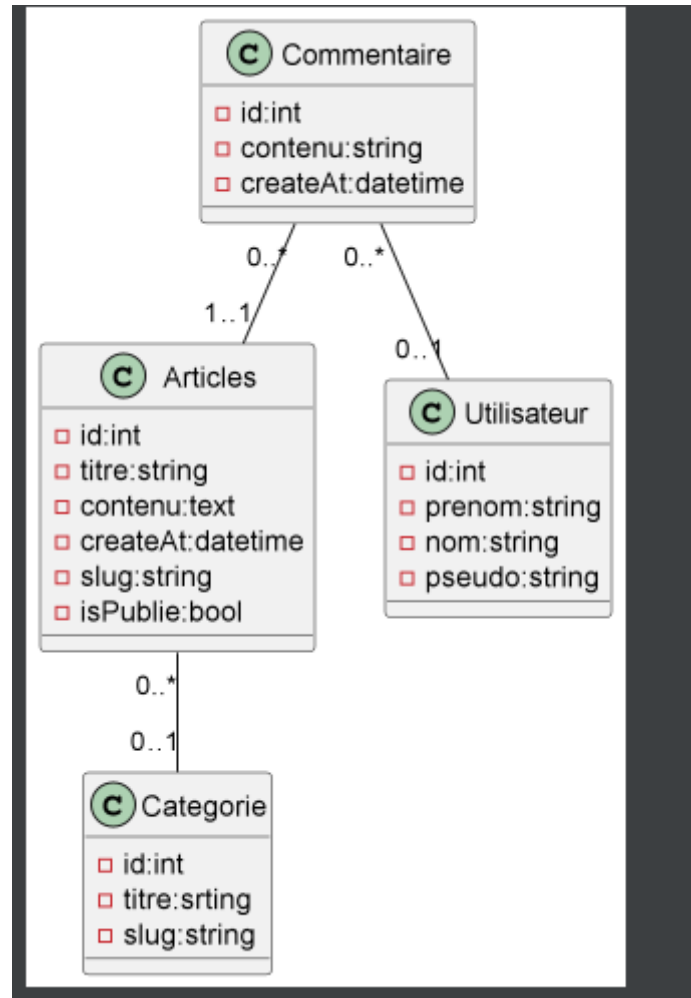 C Commentaire
id:int
contenu:string
createAt:datetime
0..* 0..*
1..1
0..1
C Articles
id:int
titre:string
contenu:text
createAt:datetime
slug:string
isPublie:bool
C Utilisateur
id:int
prenom:string
nom:string
pseudo:string
0..*
0..1
C Categorie
id:int
titre:srting
slug:string